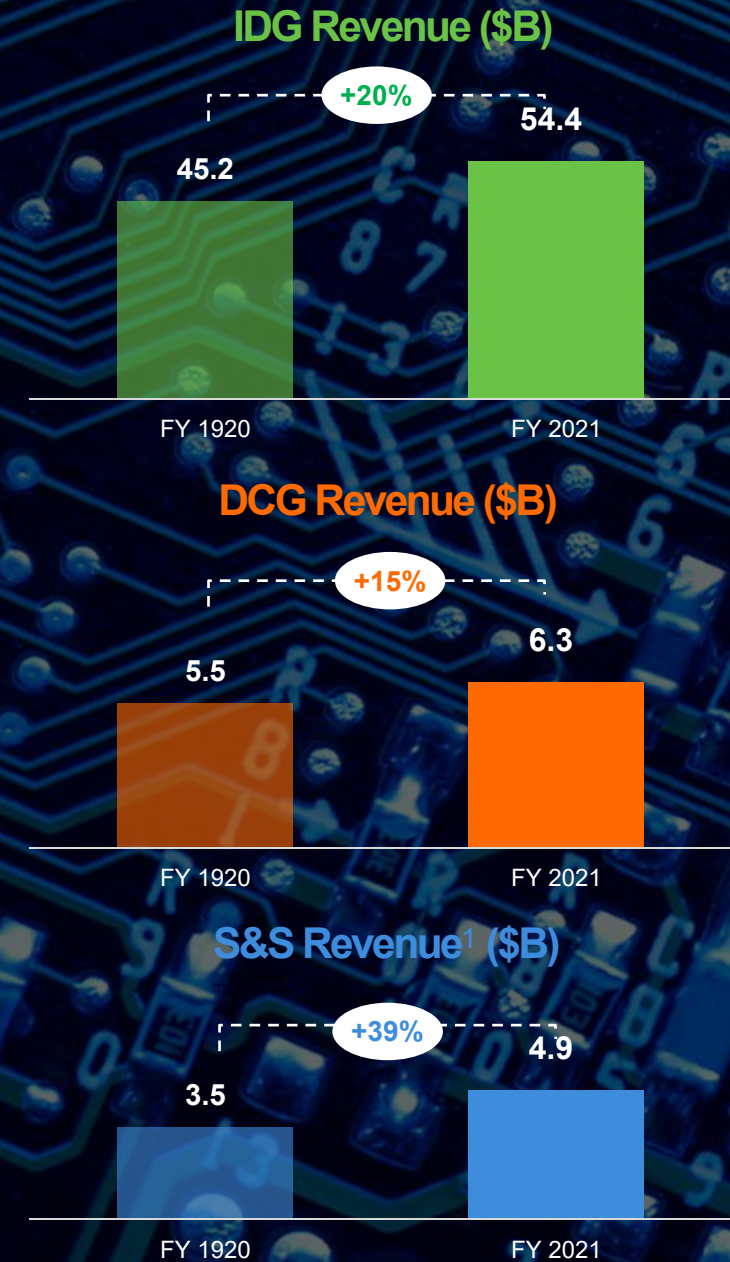 IDG Revenue ($B)
+20%
54.4
45.2
FY 1920 FY 2021
DCG Revenue ($B)
+15%
6.3
5.5
FY 1920 FY 2021
S&S Revenue¹ ($B)
+39%
4.9
3.5
FY 1920 FY 2021